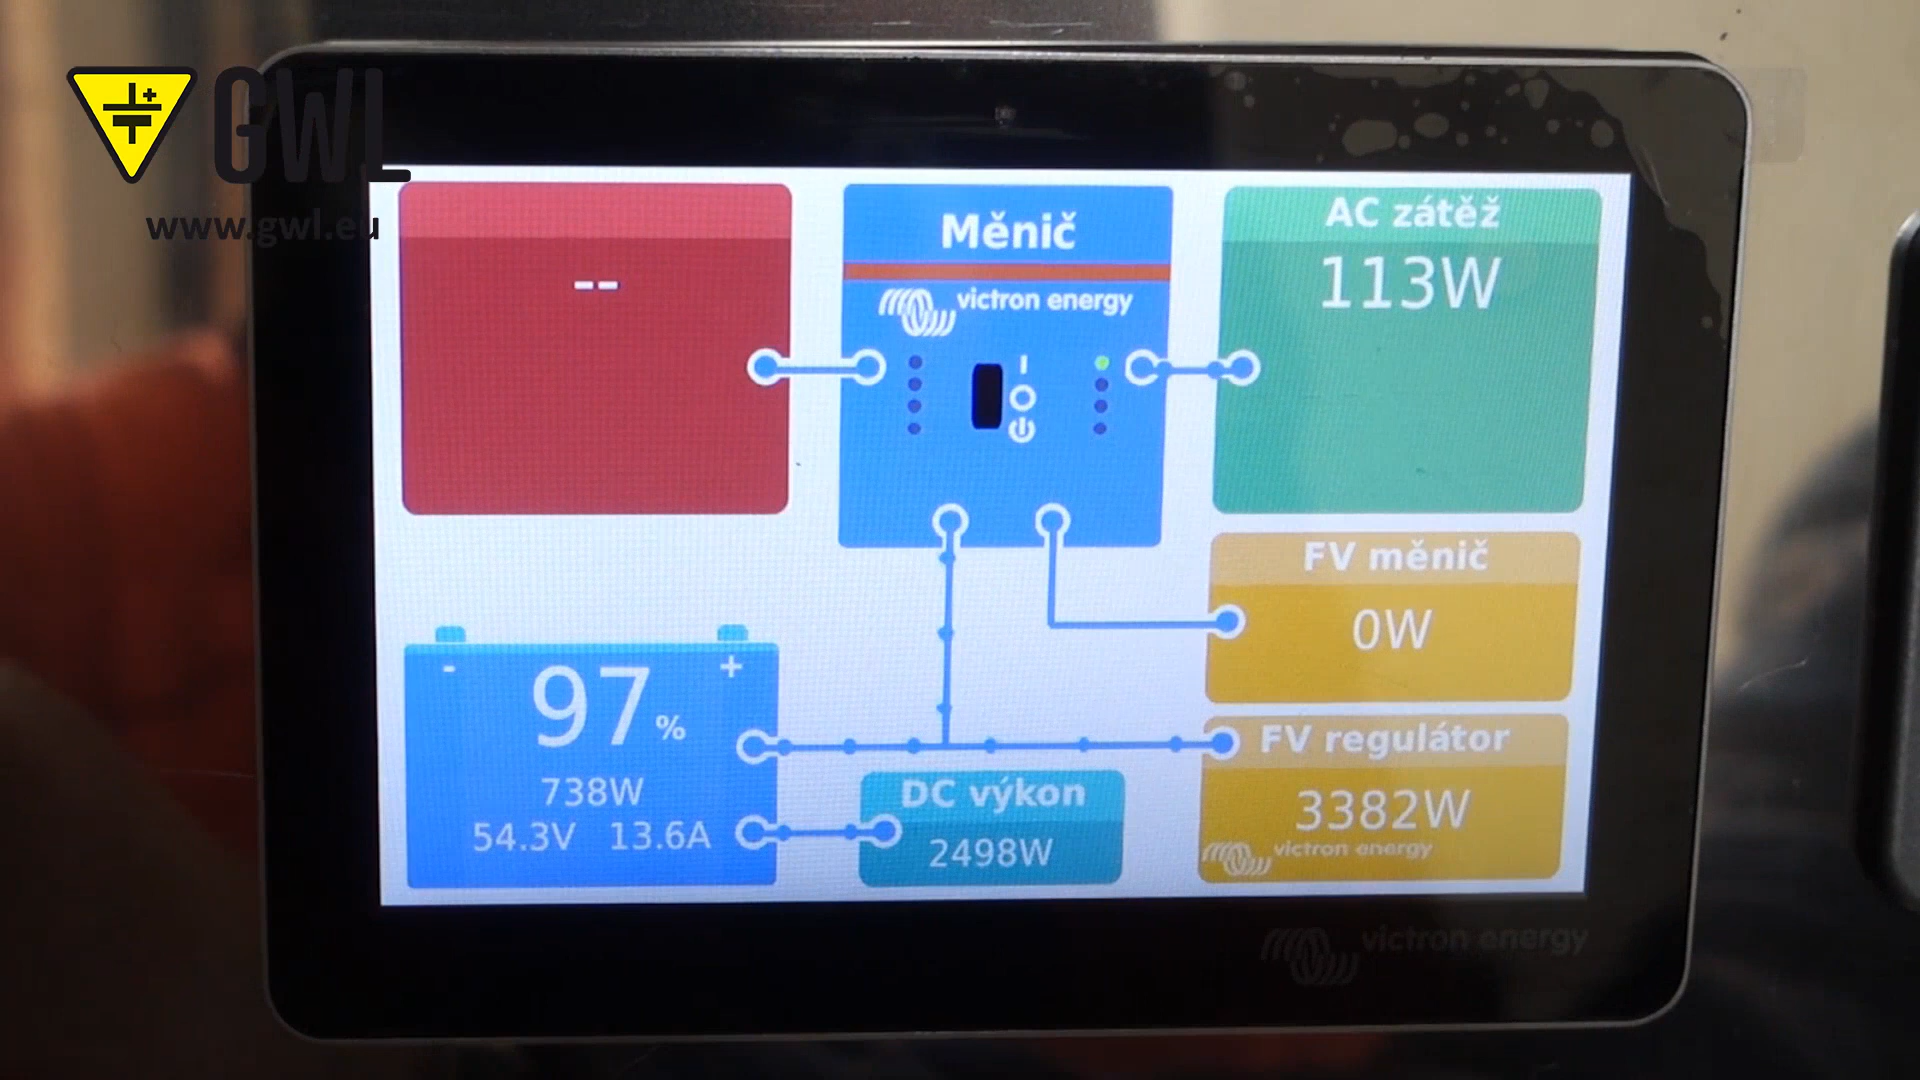 GWL
www.gwl.eu
--
Měnič
victron energy
AC zátěž
113W
FV měnič
0W
- +
97%
738W
54.3V 13.6A
DC výkon
2498W
FV regulátor
3382W
victron energy
victron energy